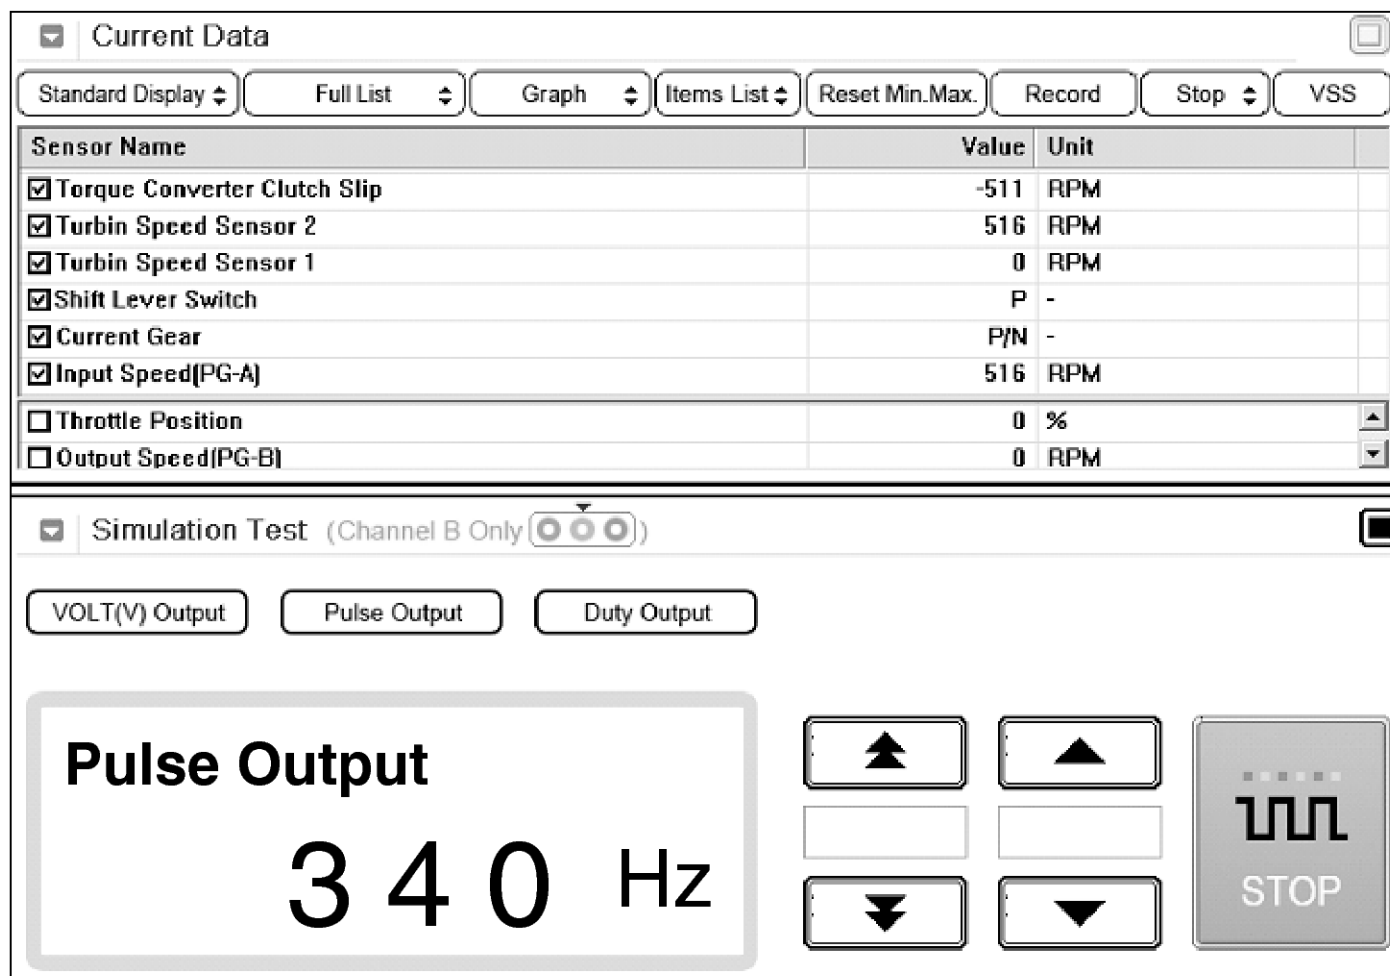 Current Data
Standard Display Full List Graph Items List Reset Min.Max. Record Stop VSS
Sensor Name Value Unit
Torque Converter Clutch Slip -511 RPM
Turbin Speed Sensor 2 516 RPM
Turbin Speed Sensor 1 0 RPM
Shift Lever Switch P -
Current Gear P/N -
Input Speed(PG-A) 516 RPM
Throttle Position 0 %
Output Speed(PG-B) 0 RPM
Simulation Test (Channel B Only )
VOLT(V) Output Pulse Output Duty Output
Pulse Output
340 Hz
STOP